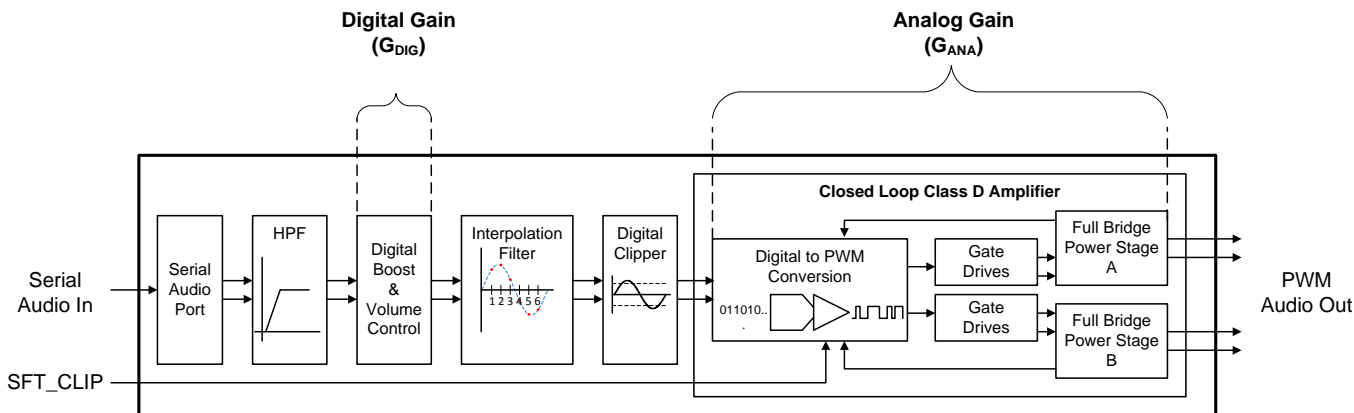 Digital Gain
(GDIG)
Analog Gain
(GANA)
Closed Loop Class D Amplifier
Serial
Audio In
Serial
Audio
Port
HPF
Digital
Boost
&
Volume
Control
Interpolation
Filter
1 2 3 4 5 6
Digital
Clipper
Digital to PWM
Conversion
011010..
.
Gate
Drives
Gate
Drives
Full Bridge
Power Stage
A
Full Bridge
Power Stage
B
PWM
Audio Out
SFT_CLIP